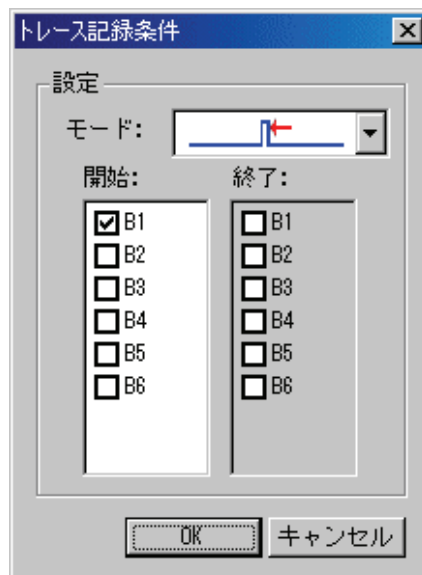 トレース記録条件
設定
モード:
開始: 終了:
B1 B1
B2 B2
B3 B3
B4 B4
B5 B5
B6 B6
OK キャンセル